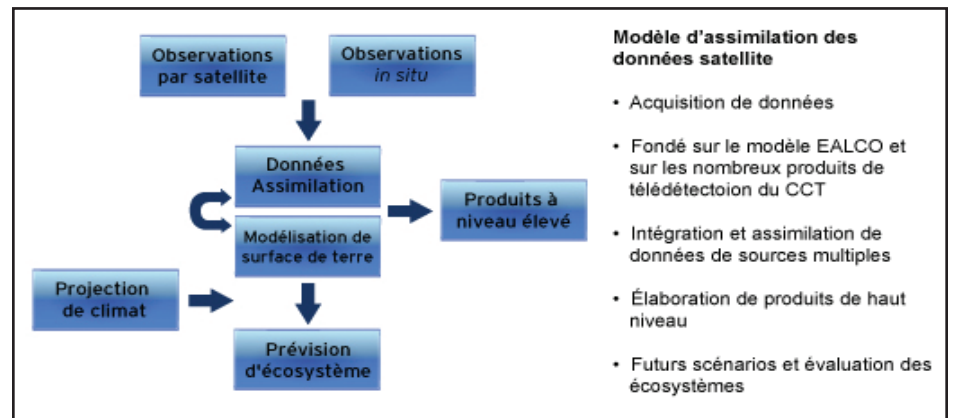 Observations
par satellite
Observations
in situ
Données
Assimilation
Modélisation de
surface de terre
Produits à
niveau élevé
Projection
de climat
Prévision
d'écosystème
Modèle d'assimilation des
données satellite
• Acquisition de données
• Fondé sur le modèle EALCO et
sur les nombreux produits de
télédétectoion du CCT
• Intégration et assimilation de
données de sources multiples
• Élaboration de produits de haut
niveau
• Futurs scénarios et évaluation des
écosystèmes